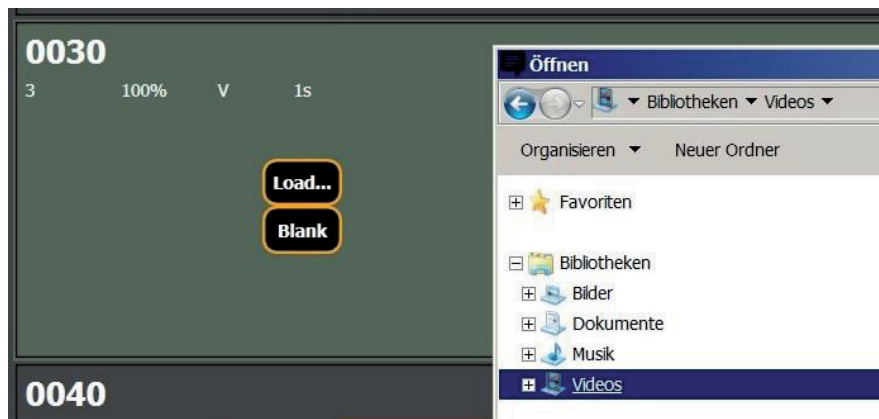 0030
3 100% V 1s
Load...
Blank
0040
Öffnen
Bibliotheken Videos
Organisieren Neuer Ordner
Favoriten
Bibliotheken
Bilder
Dokumente
Musik
Videos